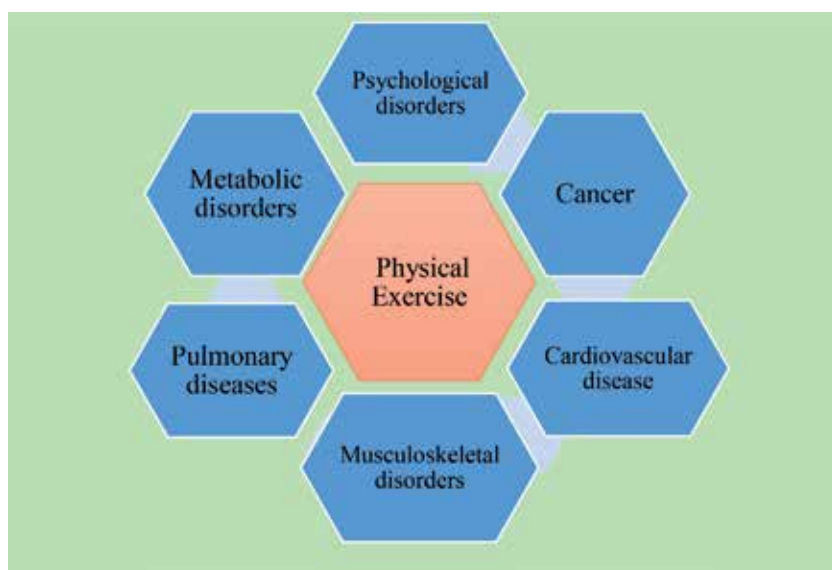 Psychological
disorders
Metabolic
disorders
Cancer
Physical
Exercise
Pulmonary
diseases
Cardiovascular
disease
Musculoskeletal
disorders